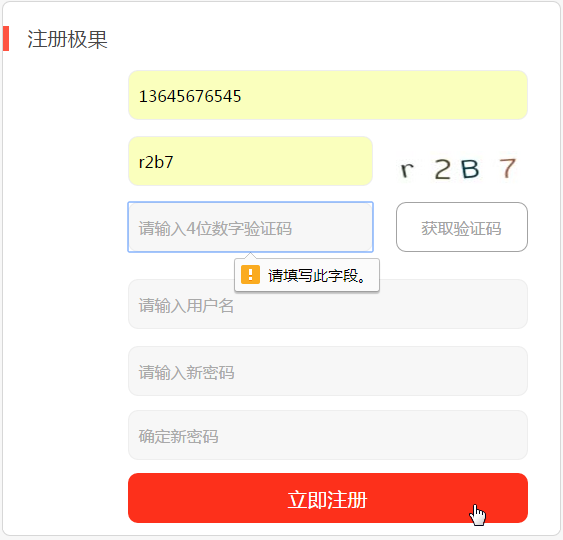 注册极果
13645676545
r2b7
r 2 B 7
请输入4位数字验证码
获取验证码
请填写此字段。
请输入用户名
请输入新密码
确定新密码
立即注册